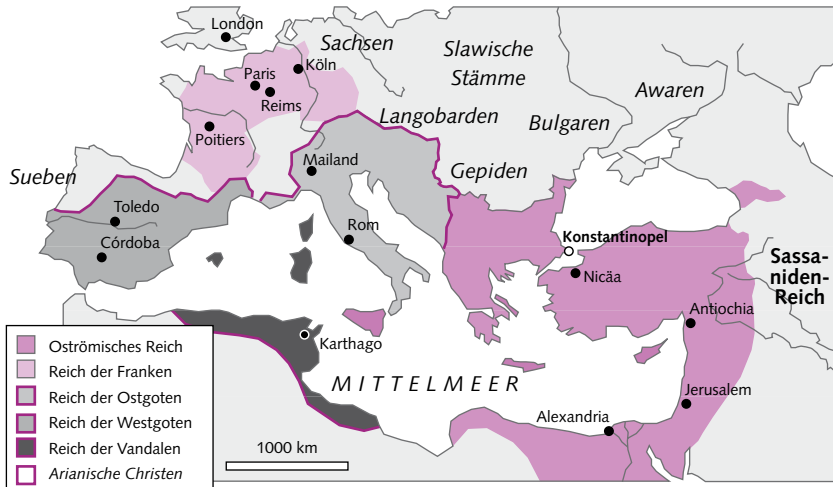 London
Sachsen
Slawische
Stämme
Paris
Köln
Reims
Awaren
Langobarden
Bulgaren
Poitiers
Mailand
Gepiden
Sueben
Toledo
Rom
Konstantinopel
Córdoba
Nicäa
Sassa-
niden-
Reich
Antiochia
Karthago
MITTELMEER
Jerusalem
Alexandria
1000 km
Oströmisches Reich
Reich der Franken
Reich der Ostgoten
Reich der Westgoten
Reich der Vandalen
Arianische Christen